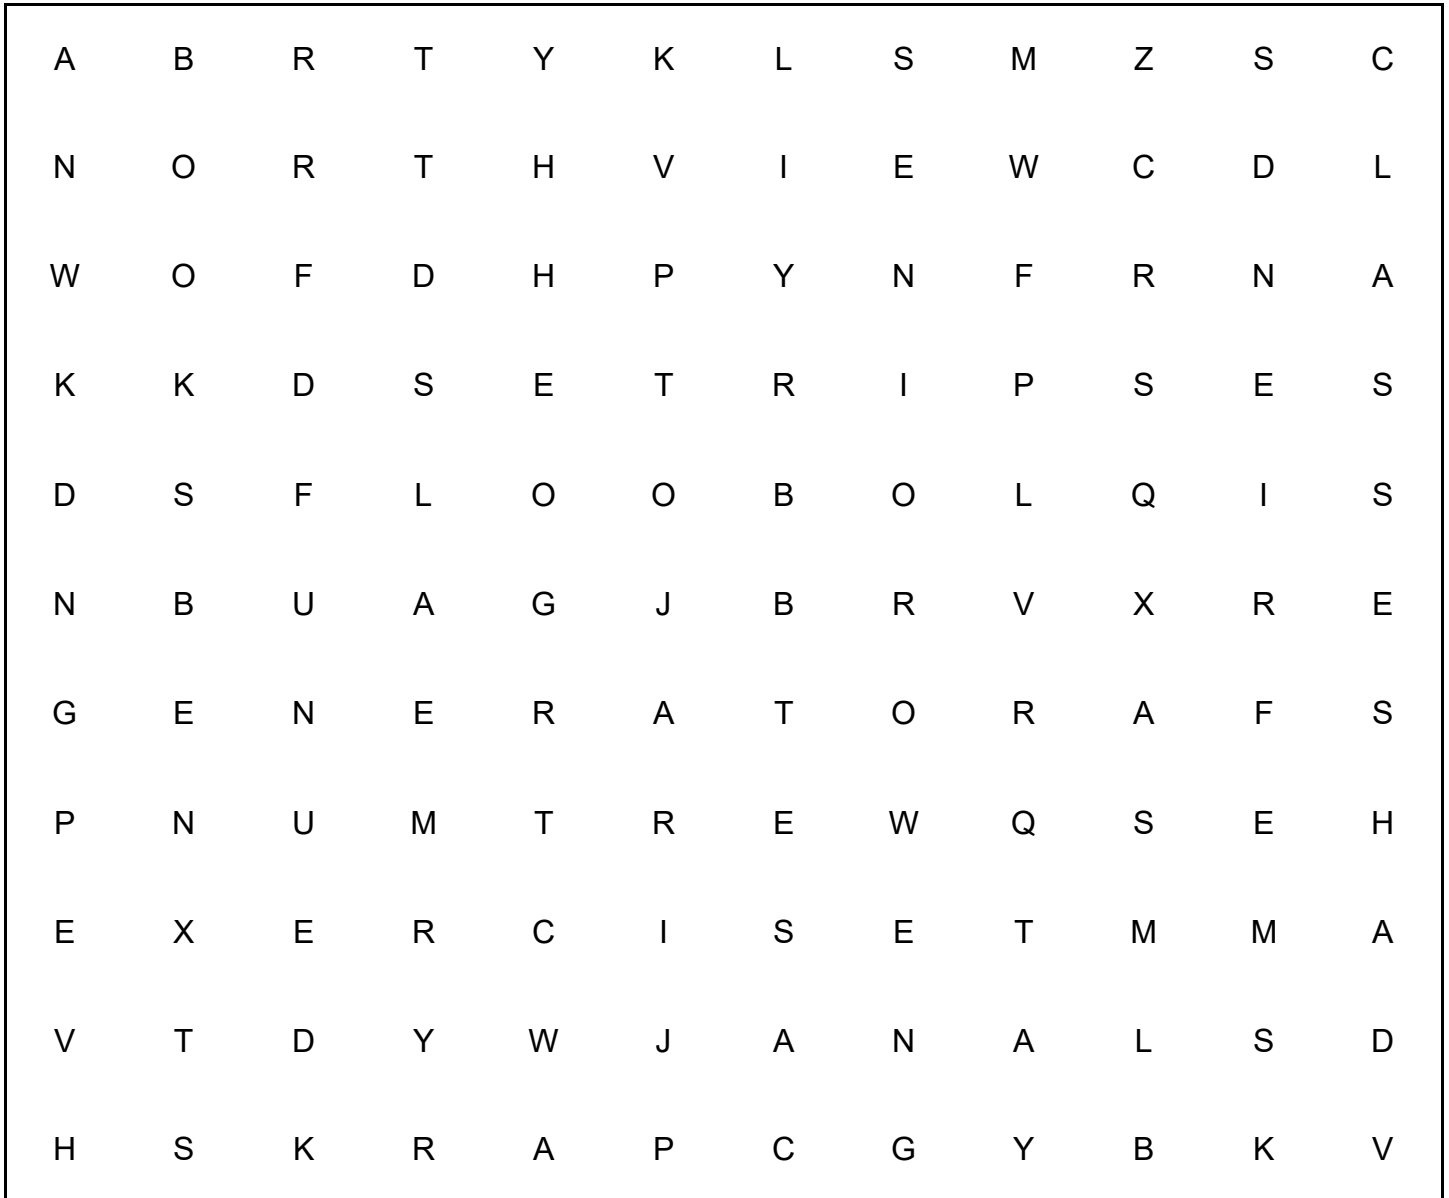 A B R T Y K L S M Z S C
N O R T H V I E W C D L
W O F D H P Y N F R N A
K K D S E T R I P S E S
D S F L O O B O L Q I S
N B U A G J B R V X R E
G E N E R A T O R A F S
P N U M T R E W Q S E H
E X E R C I S E T M M A
V T D Y W J A N A L S D
H S K R A P C G Y B K V